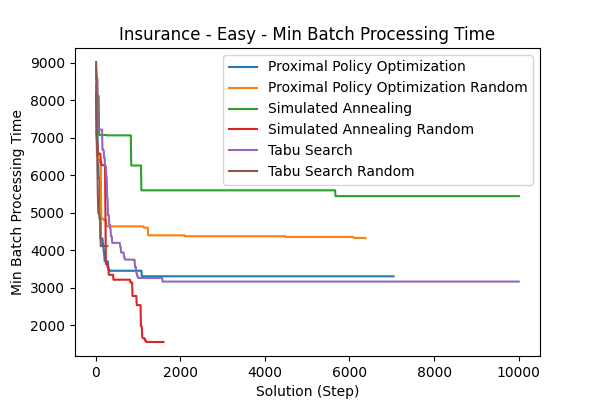 Insurance - Easy - Min Batch Processing Time
Proximal Policy Optimization
Proximal Policy Optimization Random
Simulated Annealing
Simulated Annealing Random
Tabu Search
Tabu Search Random
Min Batch Processing Time
9000
8000
7000
6000
5000
4000
3000
2000
0
2000
4000
6000
8000
10000
Solution (Step)